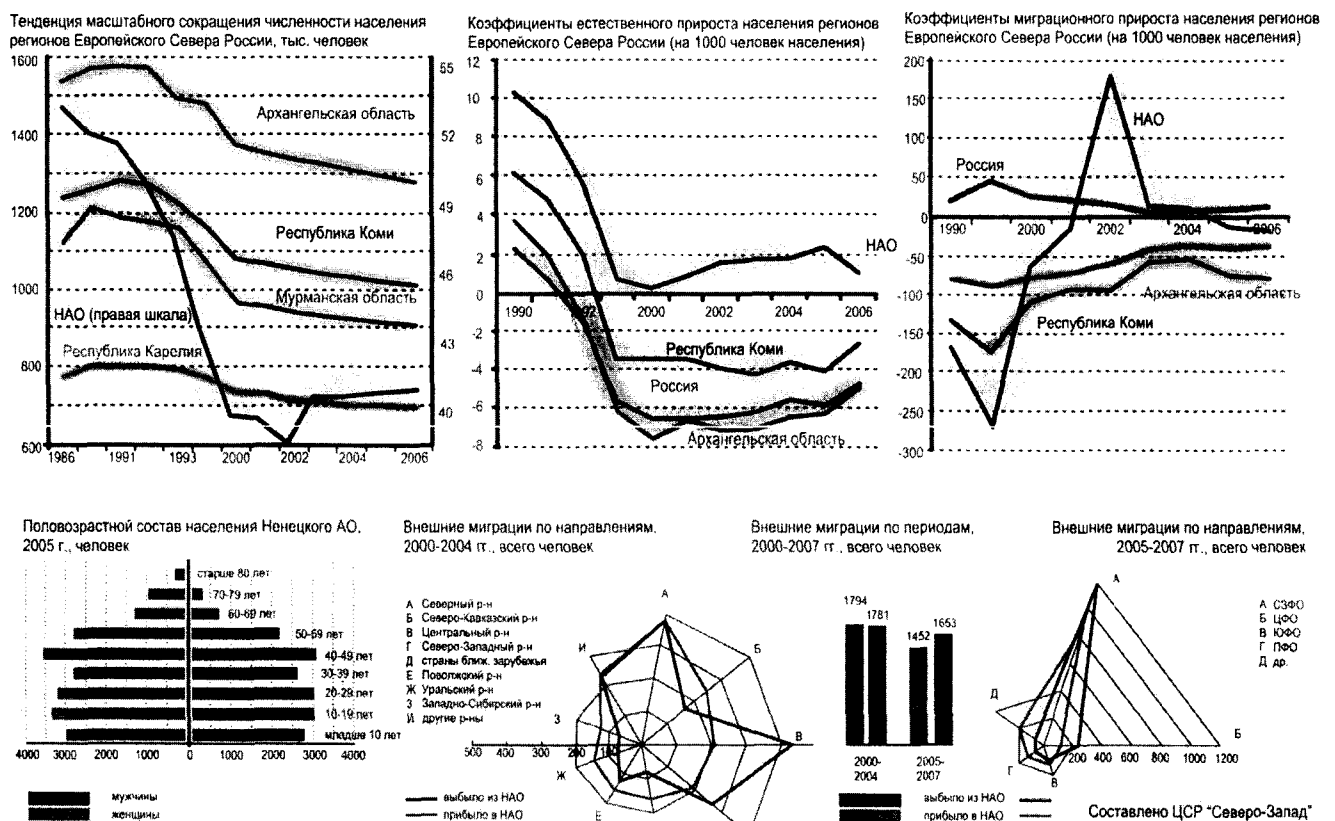 Тенденция масштабного сокращения численности населения
регионов Европейского Севера России, тыс. человек
1600
1400
1200
1000
800
600
55
52
49
46
43
40
Архангельская область
Республика Коми
Мурманская область
НАО (правая шкала)
Республика Карелия
1986 1991 1993 2000 2002 2004 2006
Коэффициенты естественного прироста населения регионов
Европейского Севера России (на 1000 человек населения)
12
10
8
6
4
2
0
-2
-4
-6
-8
1990 1992 2000 2002 2004 2006
НАО
Республика Коми
Россия
Архангельская область
Коэффициенты миграционного прироста населения регионов
Европейского Севера России (на 1000 человек населения)
200
150
100
50
0
-50
-100
-150
-200
-250
-300
НАО
Россия
1990 2000 2002 2004 2006
Архангельская область
Республика Коми
Половозрастной состав населения Ненецкого АО,
2005 г., человек
старше 80 лет
70-79 лет
60-69 лет
50-59 лет
40-49 лет
30-39 лет
20-29 лет
10-19 лет
младше 10 лет
4000 3000 2000 1000 0 1000 2000 3000 4000
мужчины
женщины
Внешние миграции по направлениям,
2000-2004 гг., всего человек
А Северный р-н
Б Северо-Кавказский р-н
В Центральный р-н
Г Северо-Западный р-н
Д страны ближ. зарубежья
Е Поволжский р-н
Ж Уральский р-н
З Западно-Сибирский р-н
И другие р-ны
А
Б
В
Е
Ж
З
И
500 400 300 200 100
выбыло из НАО
прибыло в НАО
Внешние миграции по периодам,
2000-2007 гг., всего человек
1794 1781
1452 1653
2000-
2004
2005-
2007
выбыло из НАО
прибыло в НАО
Внешние миграции по направлениям,
2005-2007 гг., всего человек
А СЗФО
Б ЦФО
В ЮФО
Г ПФО
Д др.
А
Б
В
Г
Д
200 400 600 800 1000 1200
Составлено ЦСР "Северо-Запад"